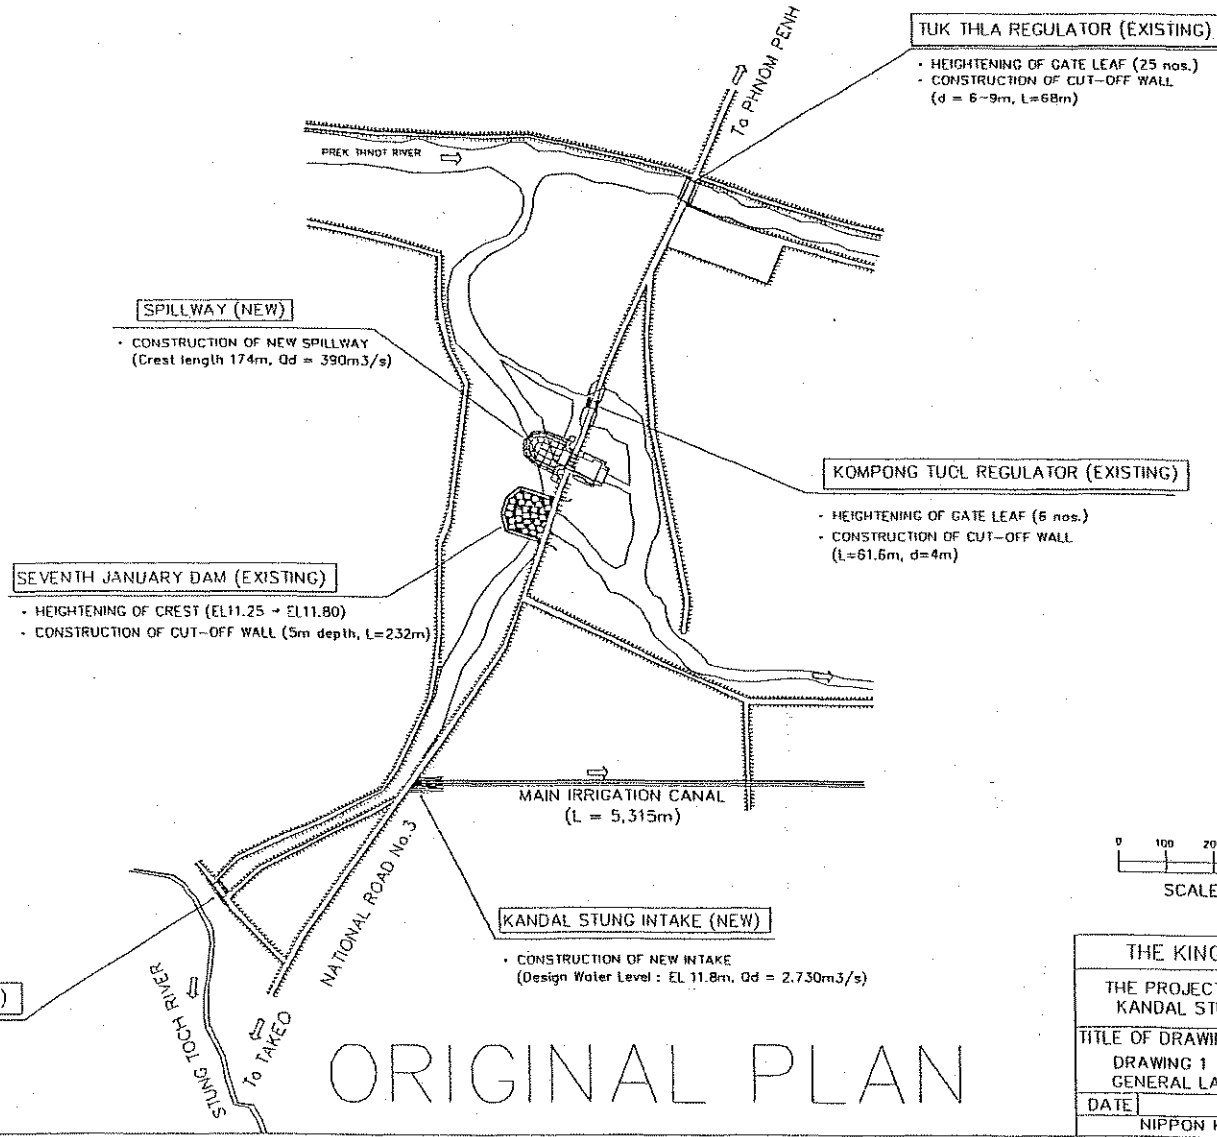 TUK THLA REGULATOR (EXISTING)
- HEIGHTENING OF GATE LEAF (25 nos.)
- CONSTRUCTION OF CUT-OFF WALL
(d = 6~9m, L=68m)
To PHNOM PENH
PREK THNOT RIVER
SPILLWAY (NEW)
- CONSTRUCTION OF NEW SPILLWAY
(Crest length 174m, Qd = 390m3/s)
KOMPONG TUOL REGULATOR (EXISTING)
- HEIGHTENING OF GATE LEAF (6 nos.)
- CONSTRUCTION OF CUT-OFF WALL
(L=61.6m, d=4m)
SEVENTH JANUARY DAM (EXISTING)
- HEIGHTENING OF CREST (EL11.25 → EL11.80)
- CONSTRUCTION OF CUT-OFF WALL (5m depth, L=232m)
MAIN IRRIGATION CANAL
(L = 5,315m)
NATIONAL ROAD No.3
KANDAL STUNG INTAKE (NEW)
- CONSTRUCTION OF NEW INTAKE
(Design Water Level : EL 11.8m, Qd = 2.730m3/s)
)
STUNG TOCH RIVER
To TAKEO
ORIGINAL PLAN
0 100 20
SCALE
THE KING
THE PROJECT
KANDAL STU
TITLE OF DRAWIN
DRAWING 1
GENERAL LA
DATE
NIPPON K